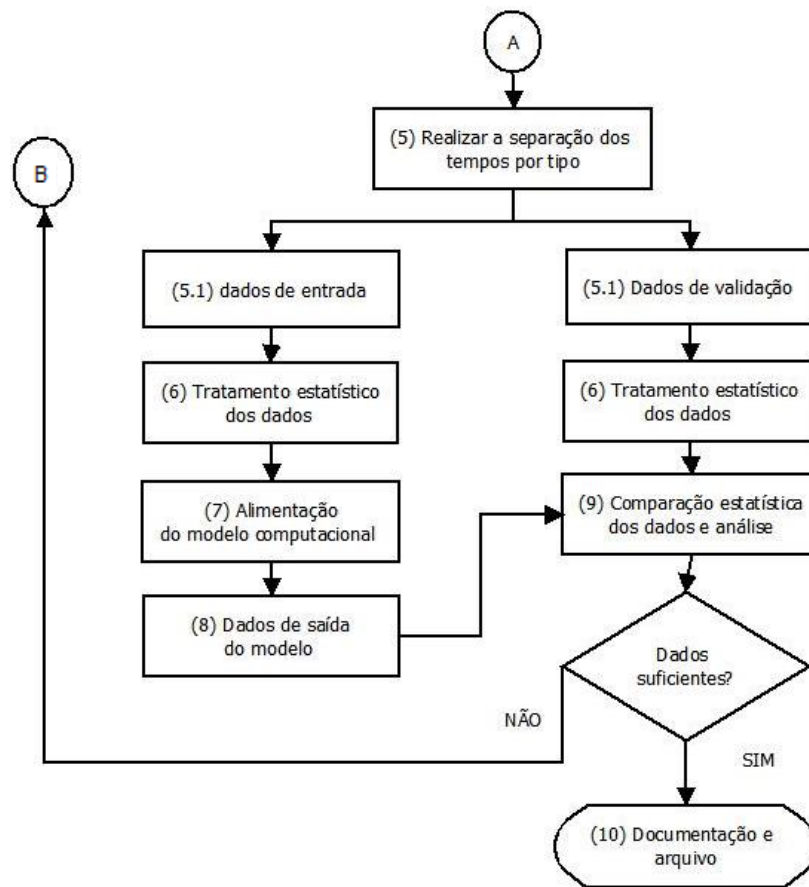 A
(5) Realizar a separação dos
tempos por tipo
B
(5.1) dados de entrada
(5.1) Dados de validação
(6) Tratamento estatístico
dos dados
(6) Tratamento estatístico
dos dados
(7) Alimentação
do modelo computacional
(9) Comparação estatística
dos dados e análise
(8) Dados de saída
do modelo
Dados
suficientes?
NÃO
SIM
(10) Documentação e
arquivo